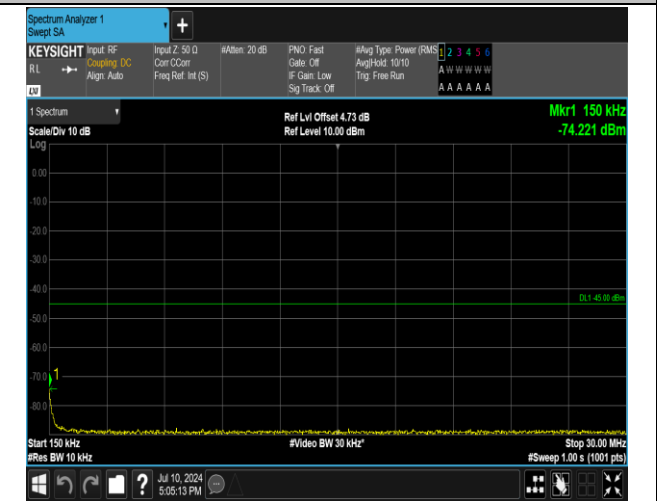 Spectrum Analyzer 1
Swept SA
+
KEYSIGHT Input: RF Input Z: 50 Ω #Atten: 20 dB PNO: Fast #Avg Type: Power (RMS 1 2 3 4 5 6
RL Coupling: DC Corr CCorr Gate: Off Avg|Hold: 10/10 A W W W W W
Align: Auto Freq Ref: Int (S) IF Gain: Low Trig: Free Run
LXI Sig Track: Off A A A A A A
1 Spectrum Ref Lvl Offset 4.73 dB Mkr1 150 kHz
Scale/Div 10 dB Ref Level 10.00 dBm -74.221 dBm
Log
0.00
-10.0
-20.0
-30.0
-40.0
DL1 -45.00 dBm
-50.0
-60.0
-70.0 1
-80.0
Start 150 kHz #Video BW 30 kHz* Stop 30.00 MHz
#Res BW 10 kHz #Sweep 1.00 s (1001 pts)
? Jul 10, 2024
5:05:13 PM